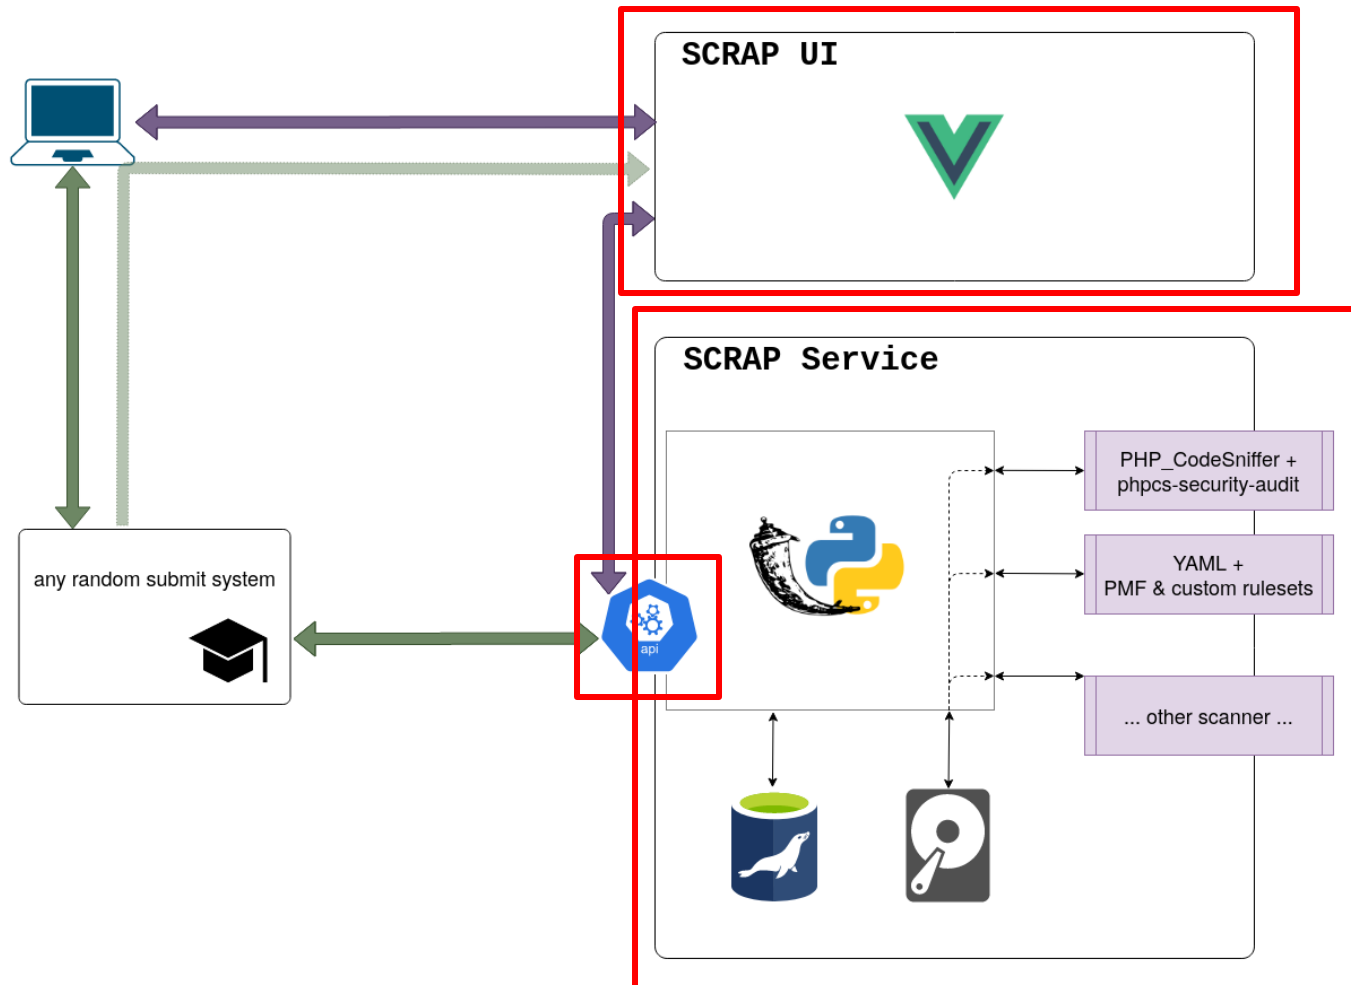 SCRAP UI
SCRAP Service
PHP_CodeSniffer +
phpcs-security-audit
YAML +
PMF & custom rulesets
any random submit system
api
... other scanner ...